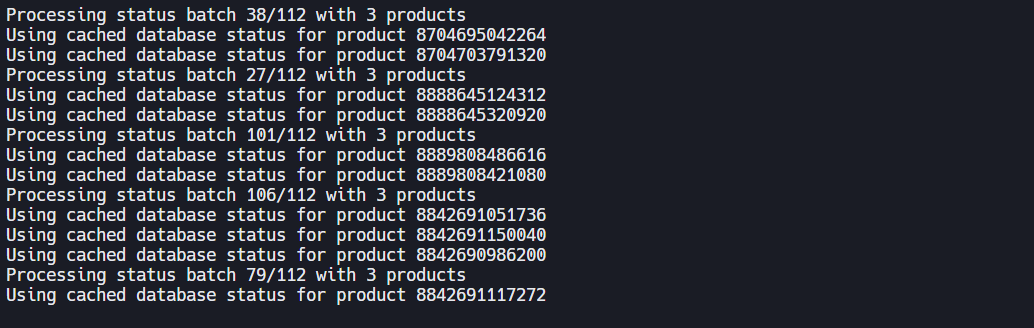 Processing status batch 38/112 with 3 products
Using cached database status for product 8704695042264
Using cached database status for product 8704703791320
Processing status batch 27/112 with 3 products
Using cached database status for product 8888645124312
Using cached database status for product 8888645320920
Processing status batch 101/112 with 3 products
Using cached database status for product 8889808486616
Using cached database status for product 8889808421080
Processing status batch 106/112 with 3 products
Using cached database status for product 8842691051736
Using cached database status for product 8842691150040
Using cached database status for product 8842690986200
Processing status batch 79/112 with 3 products
Using cached database status for product 8842691117272